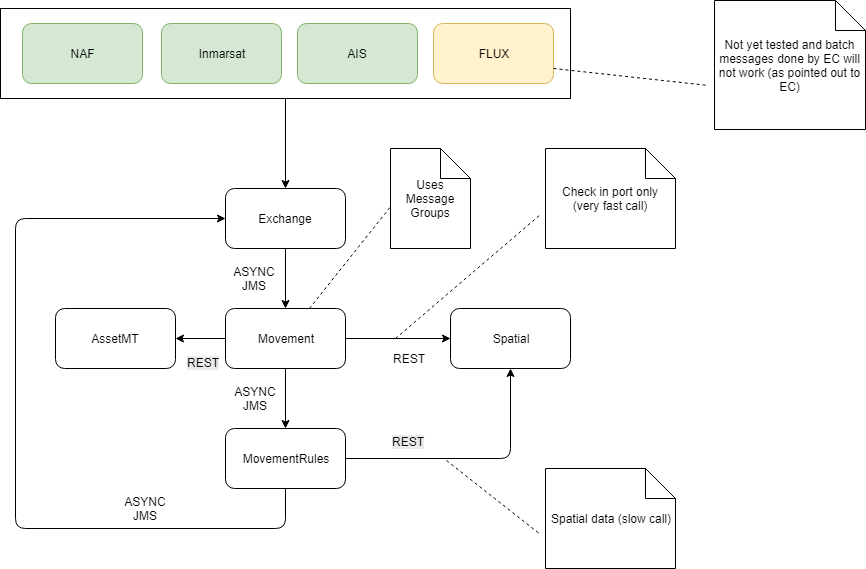 NAF
Inmarsat
AIS
FLUX
Not yet tested and batch
messages done by EC will
not work (as pointed out to
EC)
Uses
Message
Groups
Check in port only
(very fast call)
Exchange
ASYNC
JMS
AssetMT
REST
Movement
REST
Spatial
ASYNC
JMS
MovementRules
REST
Spatial data (slow call)
ASYNC
JMS